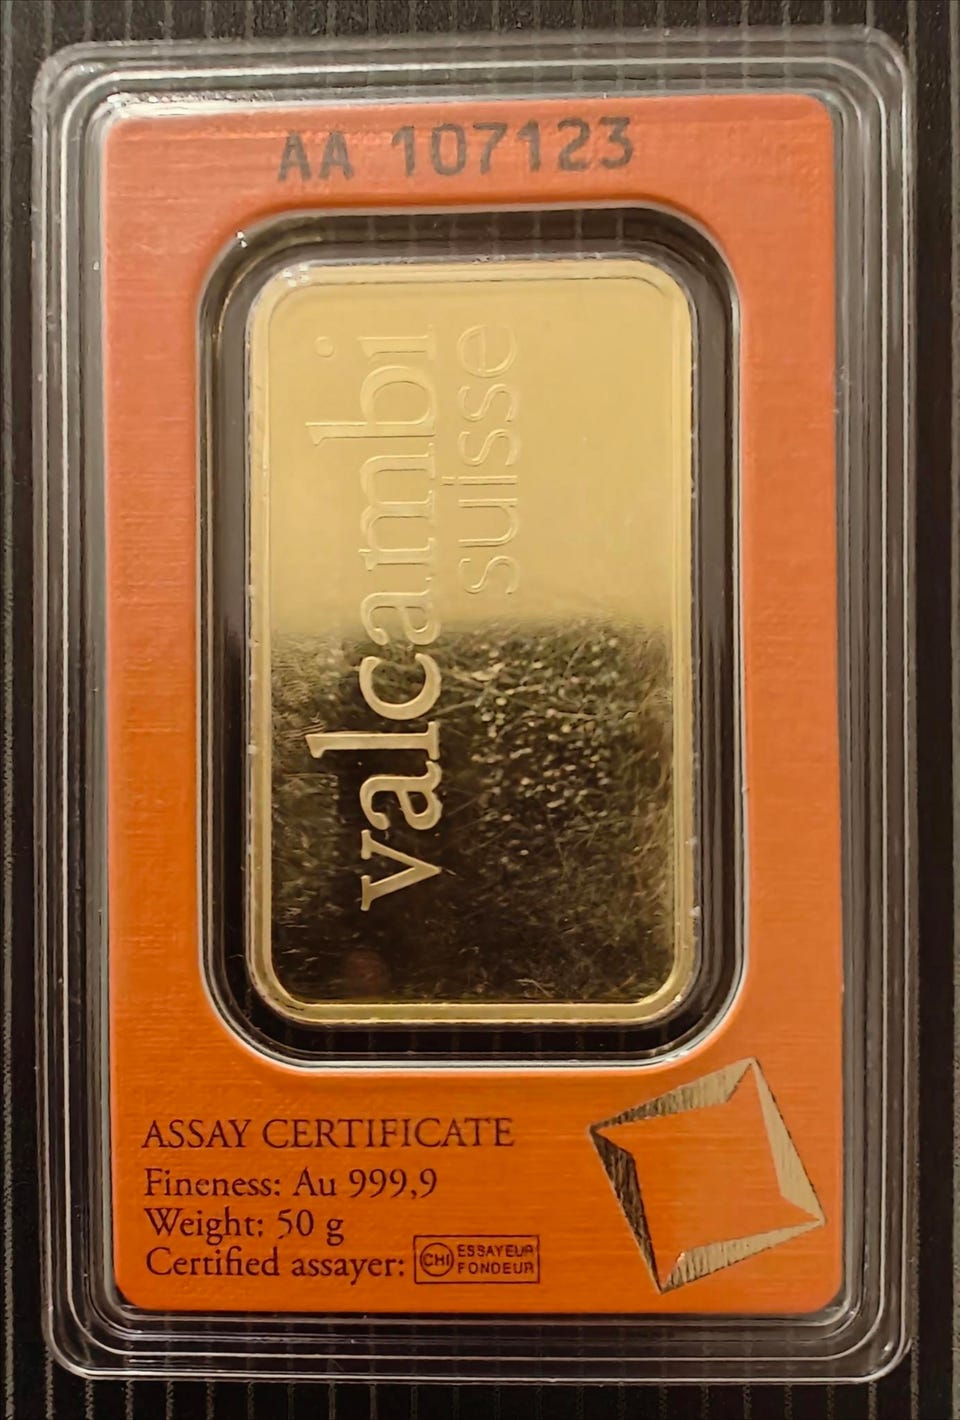 AA 107123
valcambi
suisse
ASSAY CERTIFICATE
Fineness: Au 999,9
Weight: 50 g
Certified assayer:
CHI ESSAYEUR
FONDEUR